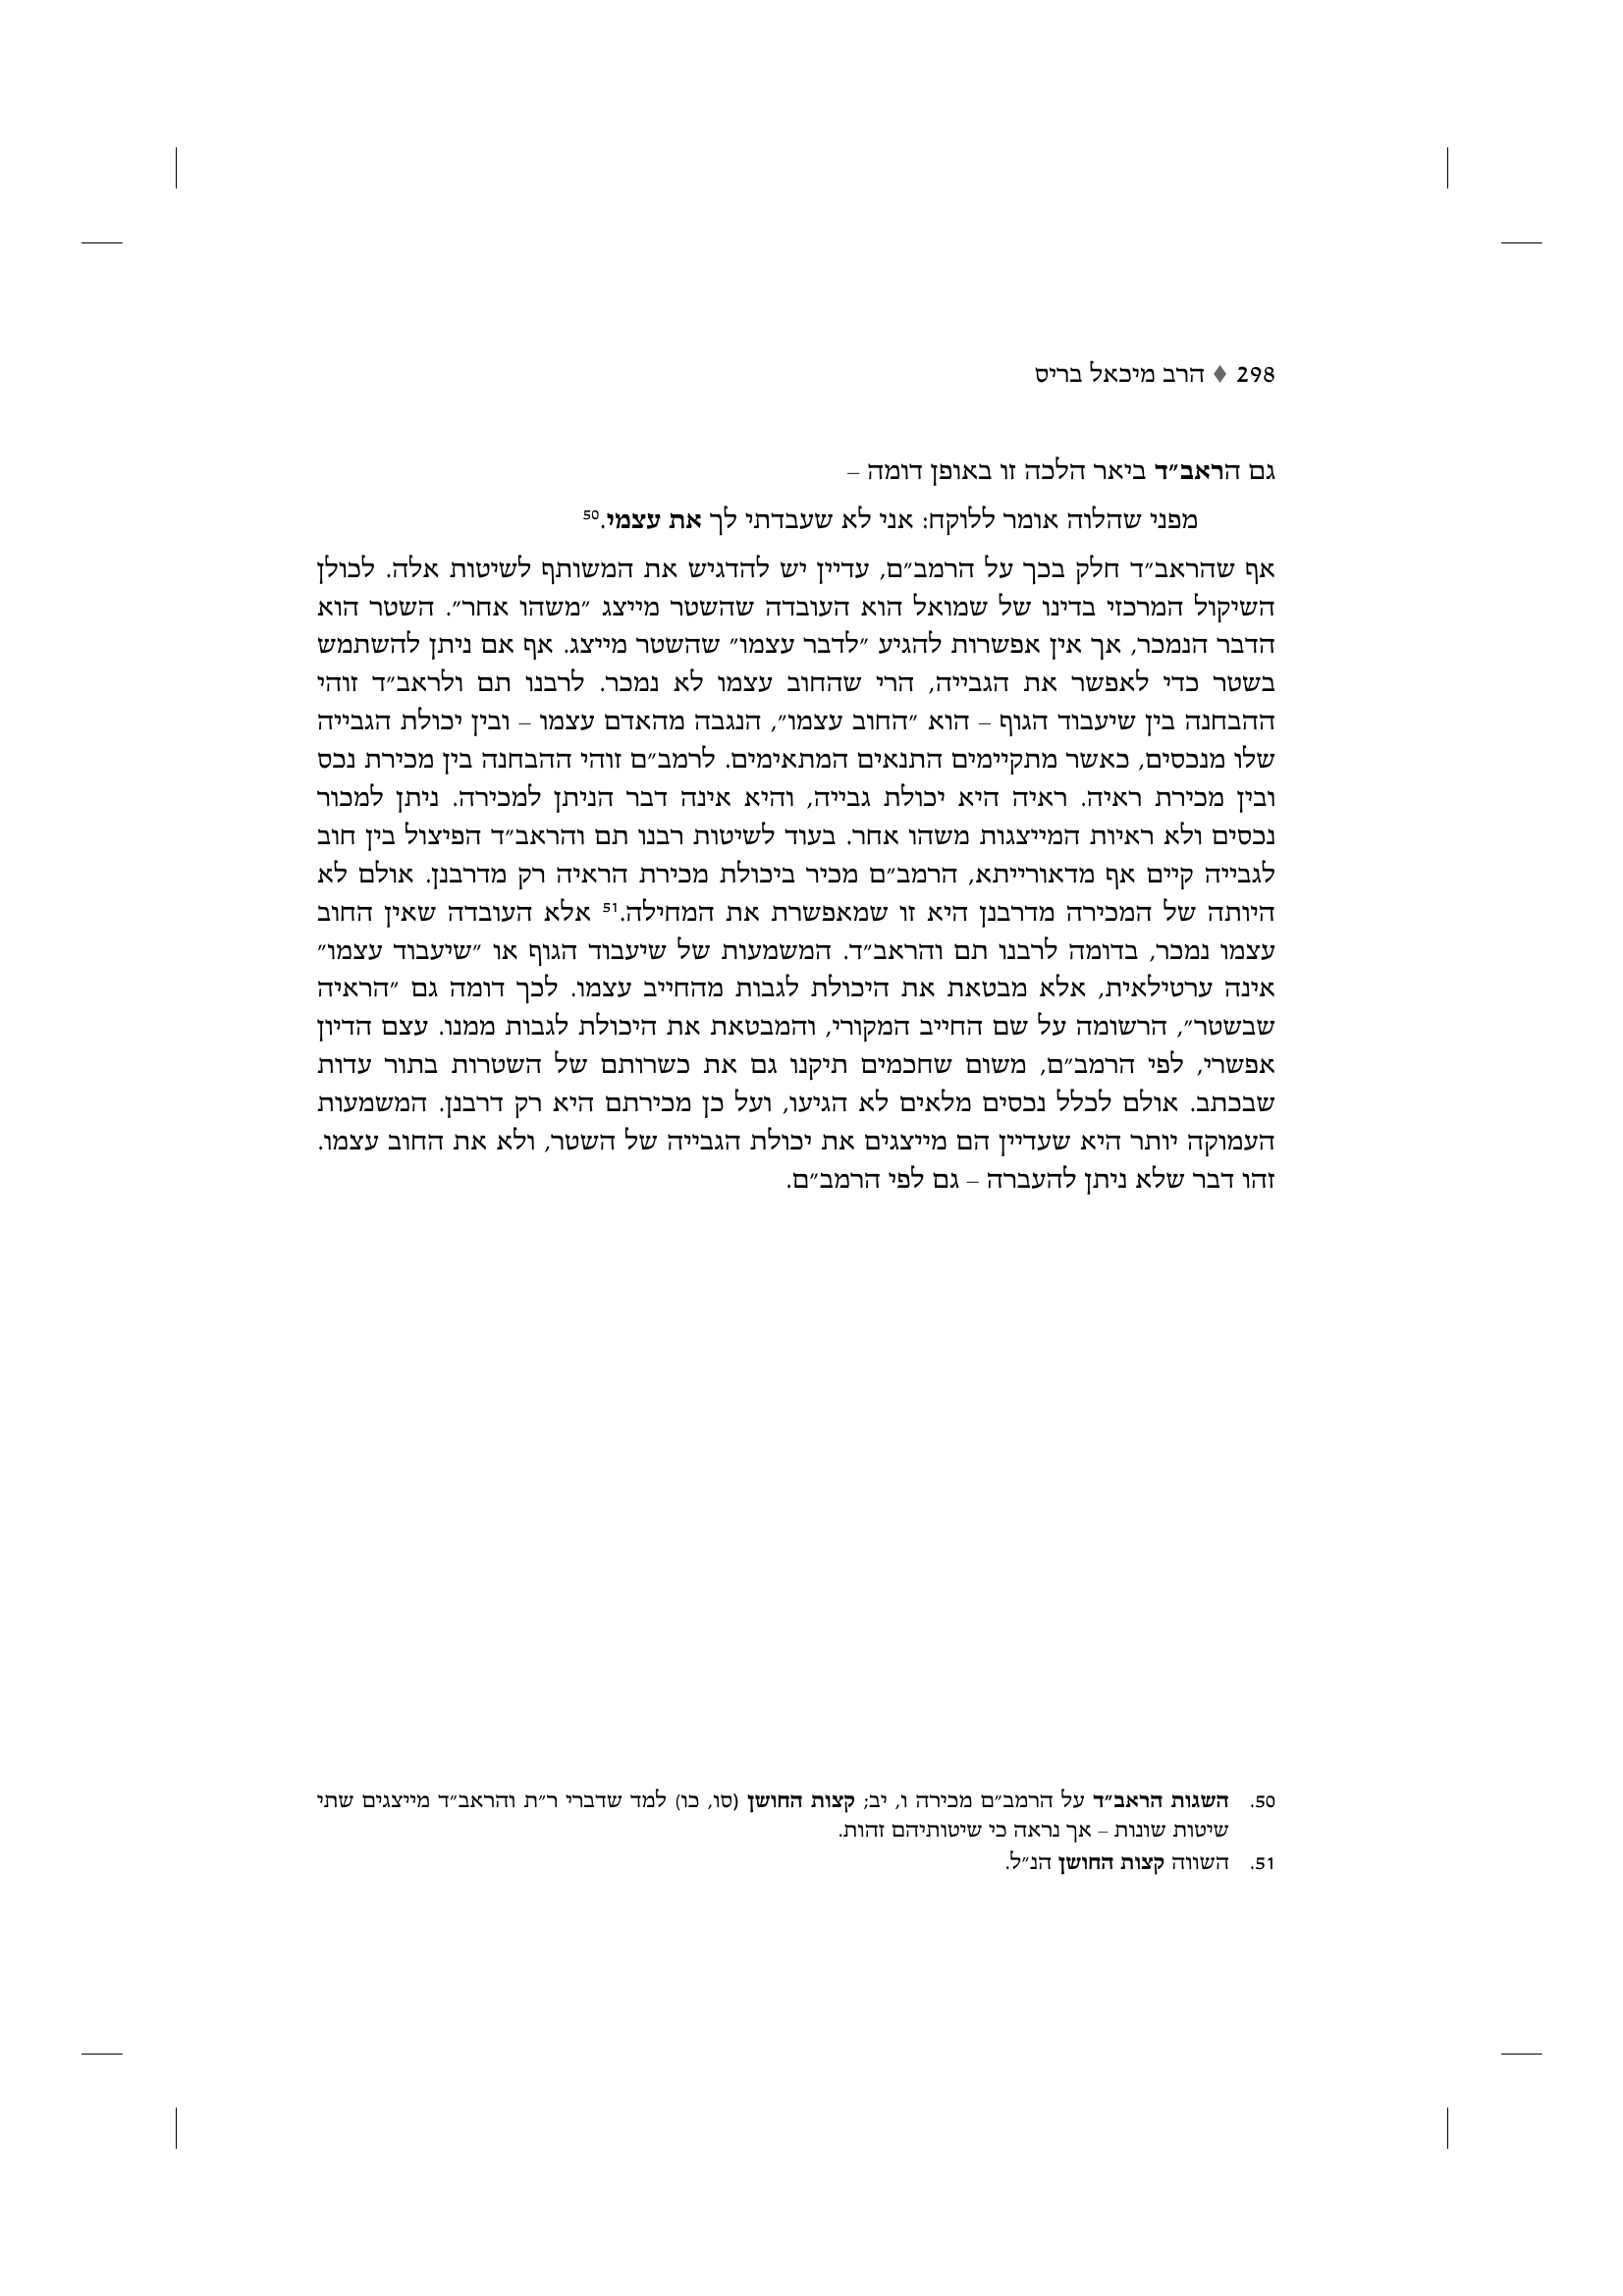 298 ♦ הרב מיכאל בריס
גם הראב״ד ביאר הלכה זו באופן דומה –
מפני שהלוה אומר ללוקח: אני לא שעבדתי לך את עצמי.⁵⁰
אף שהראב״ד חלק בכך על הרמב״ם, עדיין יש להדגיש את המשותף לשיטות אלה. לכולן
השיקול המרכזי בדינו של שמואל הוא העובדה שהשטר מייצג ״משהו אחר״. השטר הוא
הדבר הנמכר, אך אין אפשרות להגיע ״לדבר עצמו״ שהשטר מייצג. אף אם ניתן להשתמש
בשטר כדי לאפשר את הגבייה, הרי שהחוב עצמו לא נמכר. לרבנו תם ולראב״ד זוהי
ההבחנה בין שיעבוד הגוף – הוא ״החוב עצמו״, הנגבה מהאדם עצמו – ובין יכולת הגבייה
שלו מנכסים, כאשר מתקיימים התנאים המתאימים. לרמב״ם זוהי ההבחנה בין מכירת נכס
ובין מכירת ראיה. ראיה היא יכולת גבייה, והיא אינה דבר הניתן למכירה. ניתן למכור
נכסים ולא ראיות המייצגות משהו אחר. בעוד לשיטות רבנו תם והראב״ד הפיצול בין חוב
לגבייה קיים אף מדאורייתא, הרמב״ם מכיר ביכולת מכירת הראיה רק מדרבנן. אולם לא
היותה של המכירה מדרבנן היא זו שמאפשרת את המחילה.⁵¹ אלא העובדה שאין החוב
עצמו נמכר, בדומה לרבנו תם והראב״ד. המשמעות של שיעבוד הגוף או ״שיעבוד עצמו״
אינה ערטילאית, אלא מבטאת את היכולת לגבות מהחייב עצמו. לכך דומה גם ״הראיה
שבשטר״, הרשומה על שם החייב המקורי, והמבטאת את היכולת לגבות ממנו. עצם הדיון
אפשרי, לפי הרמב״ם, משום שחכמים תיקנו גם את כשרותם של השטרות בתור עדות
שבכתב. אולם לכלל נכסים מלאים לא הגיעו, ועל כן מכירתם היא רק דרבנן. המשמעות
העמוקה יותר היא שעדיין הם מייצגים את יכולת הגבייה של השטר, ולא את החוב עצמו.
זהו דבר שלא ניתן להעברה – גם לפי הרמב״ם.
50. השגות הראב״ד על הרמב״ם מכירה ו, יב; קצות החושן (סו, כו) למד שדברי ר״ת והראב״ד מייצגים שתי
שיטות שונות – אך נראה כי שיטותיהם זהות.
51. השווה קצות החושן הנ״ל.